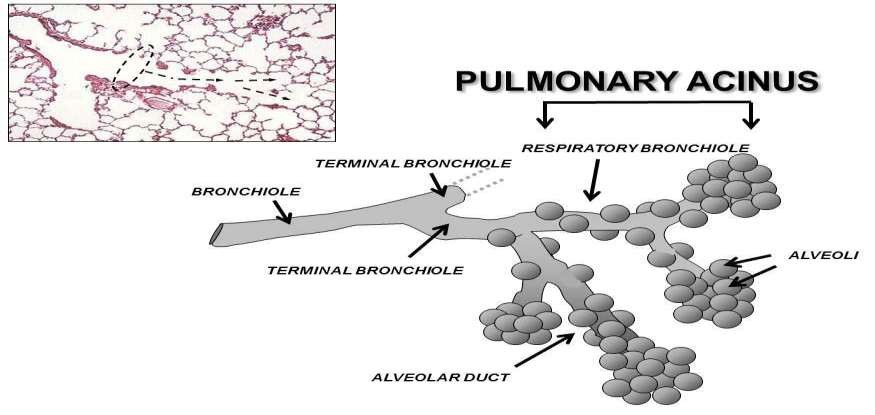 PULMONARY ACINUS
RESPIRATORY BRONCHIOLE
TERMINAL BRONCHIOLE
BRONCHIOLE
ALVEOLI
TERMINAL BRONCHIOLE
ALVEOLAR DUCT